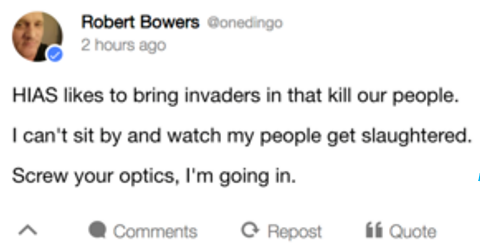 Robert Bowers @onedingo
2 hours ago
HIAS likes to bring invaders in that kill our people.
I can't sit by and watch my people get slaughtered.
Screw your optics, I'm going in.
Comments Repost Quote